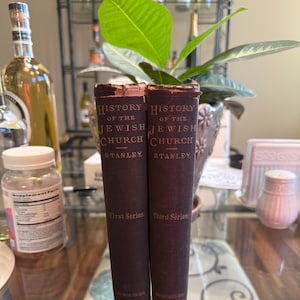 HISTORY
OF THE
JEWISH
CHURCH
STANLEY
First Series
HISTORY
OF THE
JEWISH
CHURCH
STANLEY.
Third Series